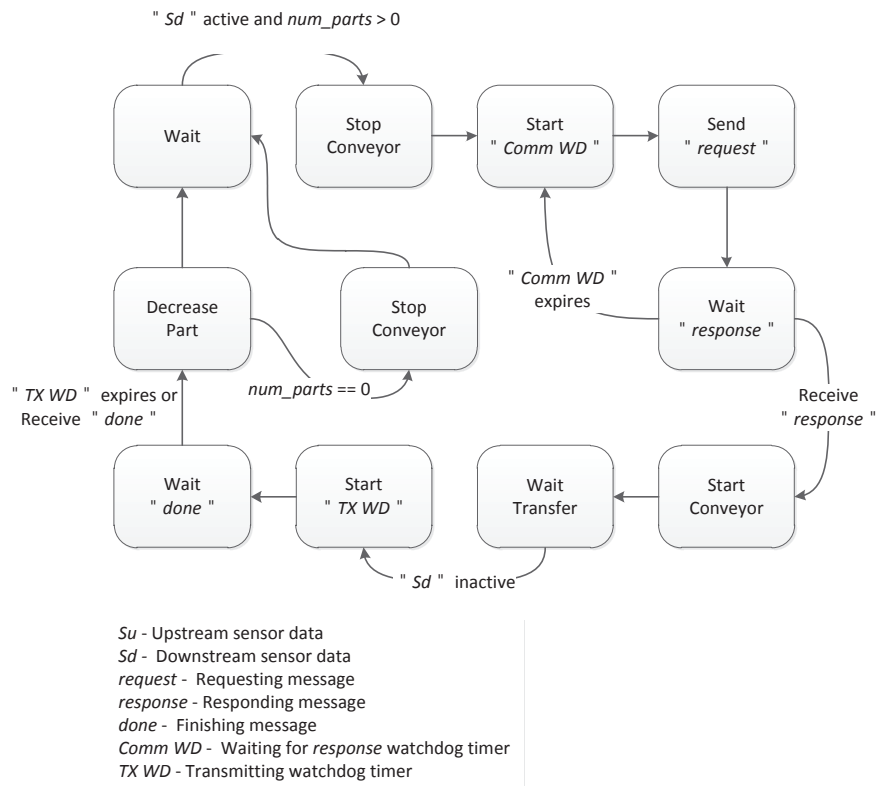 " Sd " active and num_parts > 0
Wait
Stop
Conveyor
Start
" Comm WD "
Send
" request "
" Comm WD "
expires
Decrease
Part
Stop
Conveyor
Wait
" response "
num_parts == 0
" TX WD " expires or
Receive " done "
Receive
" response "
Wait
" done "
Start
" TX WD "
Wait
Transfer
Start
Conveyor
" Sd " inactive
Su - Upstream sensor data
Sd - Downstream sensor data
request - Requesting message
response - Responding message
done - Finishing message
Comm WD - Waiting for response watchdog timer
TX WD - Transmitting watchdog timer